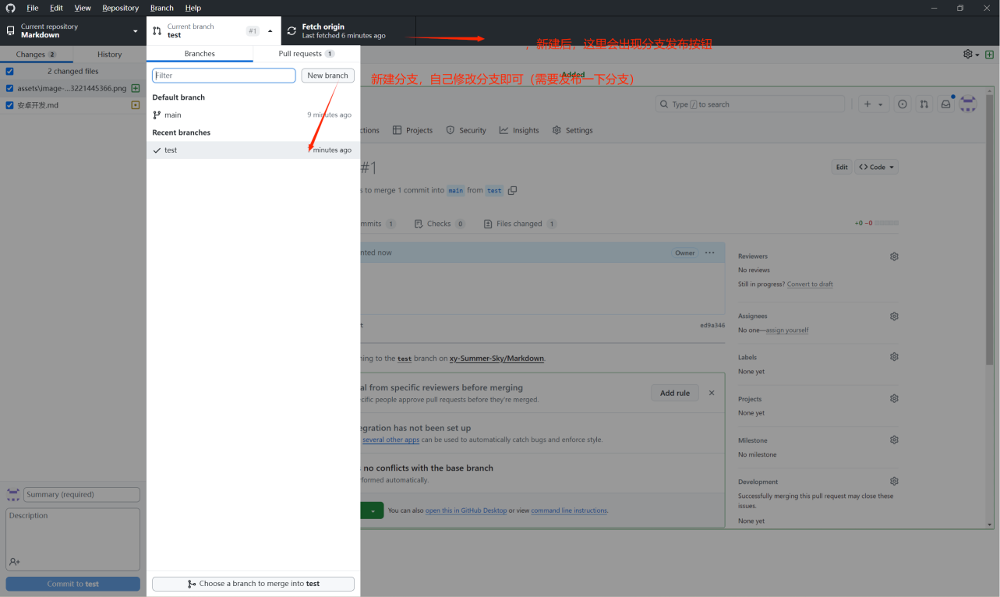 File Edit View Repository Branch Help
Current repository
Markdown
Current branch
test
#1
Fetch origin
Last fetched 6 minutes ago
，新建后，这里会出现分支发布按钮
Changes 2
History
Branches
Pull requests 1
2 changed files
Filter
New branch
新建分支，自己修改分支即可（需要发布一下分支）
Added
assets\image-...3221445366.png
安卓开发.md
Default branch
main
9 minutes ago
Recent branches
test
minutes ago
Type / to search
ctions
Projects
Security
Insights
Settings
#1
Edit
<> Code
s to merge 1 commit into main from test
mmits 1
Checks 0
Files changed 1
+0 −0
nted now
Owner
Reviewers
No reviews
Still in progress? Convert to draft
Assignees
No one—assign yourself
t
ed9a346
ning to the test branch on xy-Summer-Sky/Markdown.
Labels
None yet
al from specific reviewers before merging
cific people approve pull requests before they're merged.
Add rule
Projects
None yet
egration has not been set up
several other apps can be used to automatically catch bugs and enforce style.
Milestone
No milestone
no conflicts with the base branch
formed automatically.
Development
Successfully merging this pull request may close these
issues.
None yet
You can also open this in GitHub Desktop or view command line instructions.
Summary (required)
Description
Commit to test
Choose a branch to merge into test